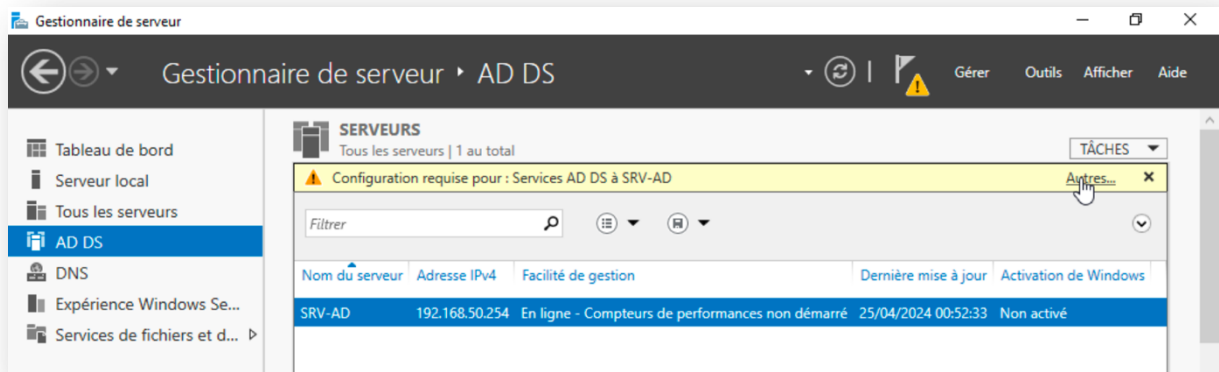 Gestionnaire de serveur
Gestionnaire de serveur ‣ AD DS
Gérer Outils Afficher Aide
Tableau de bord
Serveur local
Tous les serveurs
AD DS
DNS
Expérience Windows Se...
Services de fichiers et d...
SERVEURS
Tous les serveurs | 1 au total
TÂCHES
Configuration requise pour : Services AD DS à SRV-AD Autres...
Filtrer
Nom du serveur Adresse IPv4 Facilité de gestion Dernière mise à jour Activation de Windows
SRV-AD 192.168.50.254 En ligne - Compteurs de performances non démarré 25/04/2024 00:52:33 Non activé